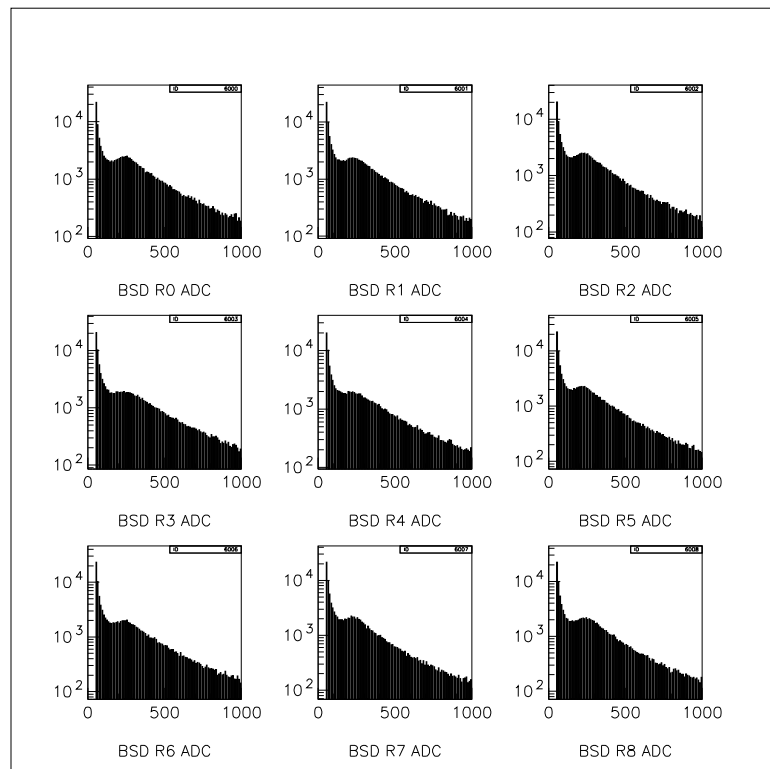 ID 6000
10^4
10^3
10^2
0 500 1000
BSD R0 ADC
ID 6001
10^4
10^3
10^2
0 500 1000
BSD R1 ADC
ID 6002
10^4
10^3
10^2
0 500 1000
BSD R2 ADC
ID 6003
10^4
10^3
10^2
0 500 1000
BSD R3 ADC
ID 6004
10^4
10^3
10^2
0 500 1000
BSD R4 ADC
ID 6005
10^4
10^3
10^2
0 500 1000
BSD R5 ADC
ID 6006
10^4
10^3
10^2
0 500 1000
BSD R6 ADC
ID 6007
10^4
10^3
10^2
0 500 1000
BSD R7 ADC
ID 6008
10^4
10^3
10^2
0 500 1000
BSD R8 ADC